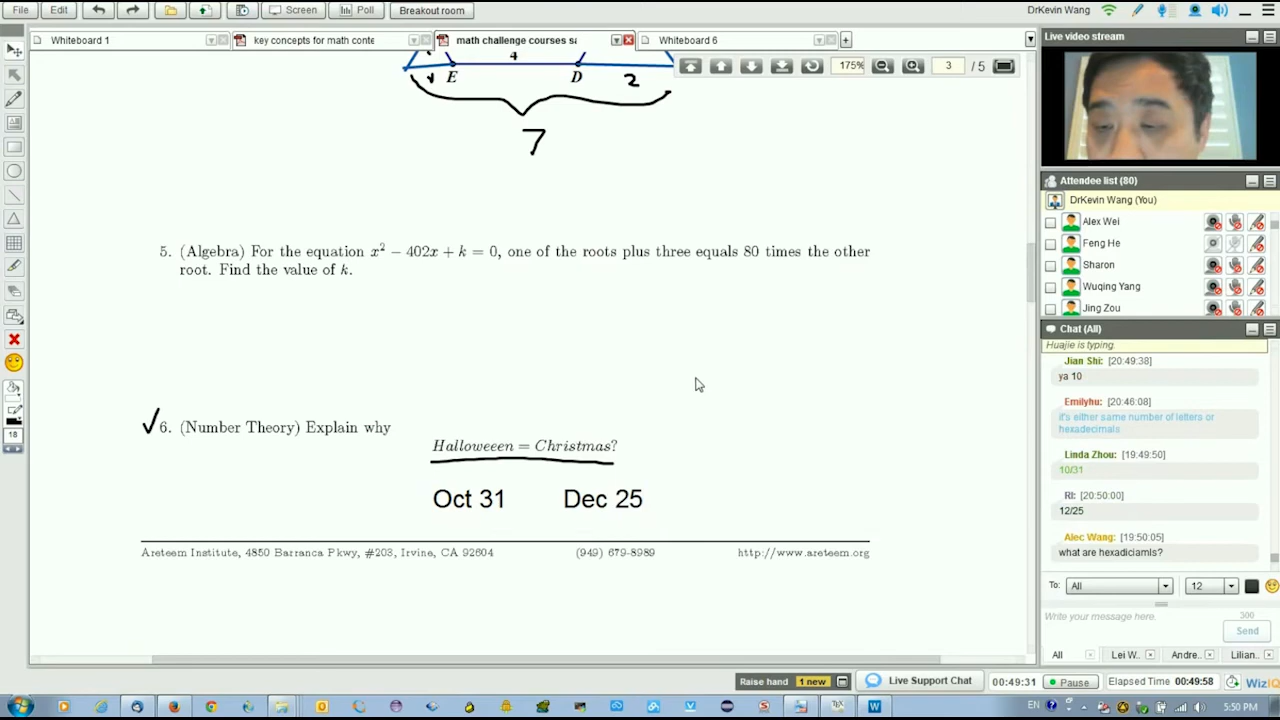 File Edit Screen Poll Breakout room DrKevin Wang
Whiteboard 1 key concepts for math conte math challenge courses sa Whiteboard 6
Live video stream
175% 3 / 5
4
E D 2
7
Attendee list (80)
DrKevin Wang (You)
Alex Wei
Feng He
Sharon
Wuqing Yang
Jing Zou
5. (Algebra) For the equation x² − 402x + k = 0, one of the roots plus three equals 80 times the other
root. Find the value of k.
Chat (All)
Huajie is typing.
Jian Shi: [20:49:38]
ya 10
Emilyhu: [20:46:08]
it's either same number of letters or
hexadecimals
Linda Zhou: [19:49:50]
10/31
RI: [20:50:00]
12/25
Alec Wang: [19:50:05]
what are hexadiciamls?
✓6. (Number Theory) Explain why
Halloweeen = Christmas?
Oct 31 Dec 25
Areteem Institute, 4850 Barranca Pkwy, #203, Irvine, CA 92604 (949) 679-8989 http://www.areteem.org
To: All 12
Write your message here. 300
Send
All Lei W.. Andre.. Lilian..
18
Raise hand 1 new Live Support Chat 00:49:31 Pause Elapsed Time 00:49:58 WiziQ
EN 5:50 PM